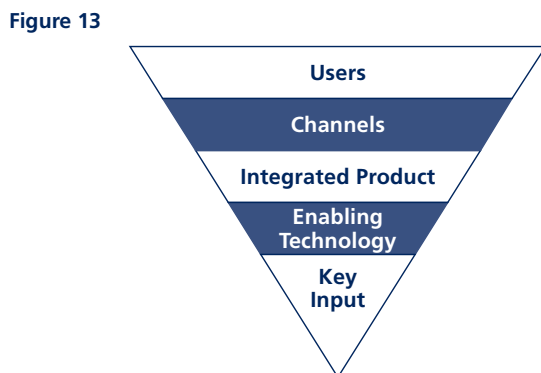 Figure 13
Users
Channels
Integrated Product
Enabling
Technology
Key
Input